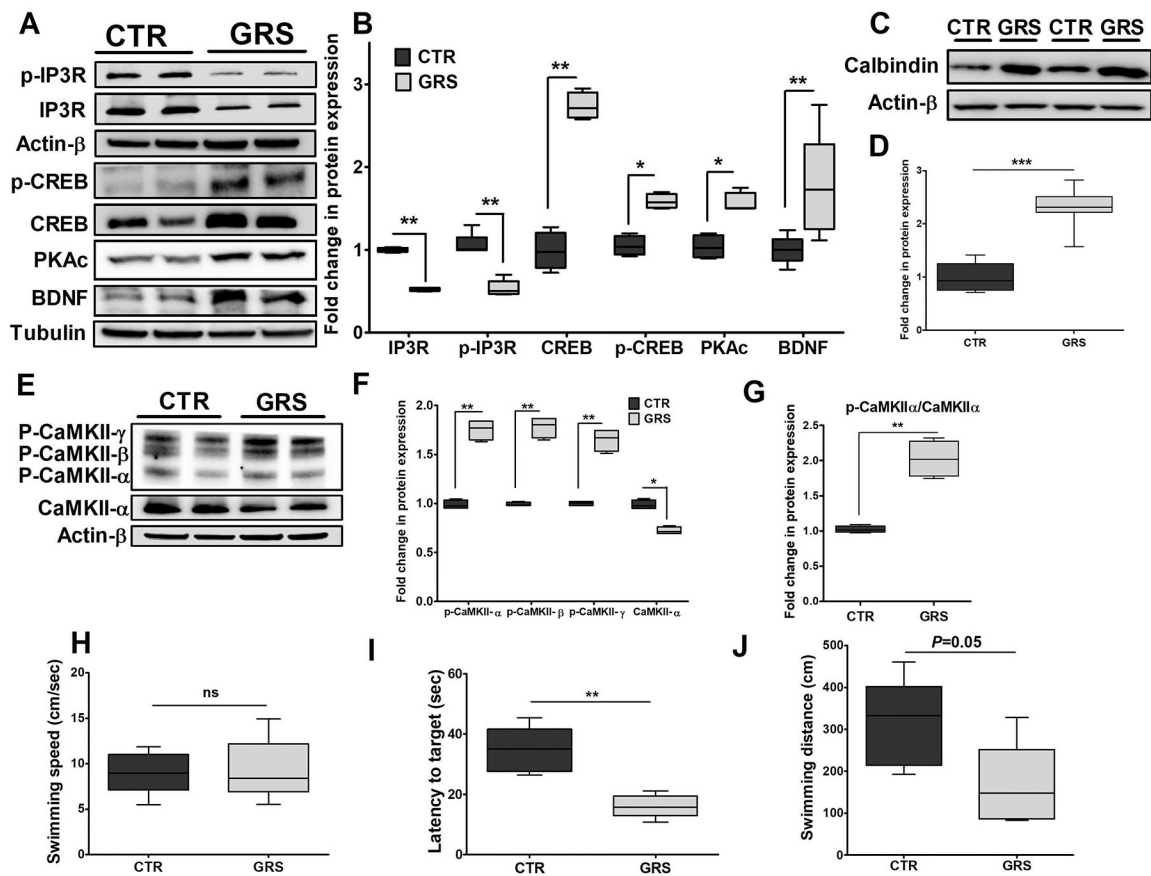 A
CTR GRS
p-IP3R
IP3R
Actin-β
p-CREB
CREB
PKAc
BDNF
Tubulin
B
CTR
GRS
Fold change in protein expression
3
2
1
0
** ** ** * * **
IP3R p-IP3R CREB p-CREB PKAc BDNF
C
CTR GRS CTR GRS
Calbindin
Actin-β
D
Fold change in protein expression
3
2
1
0
***
CTR GRS
E
CTR GRS
P-CaMKII-γ
P-CaMKII-β
P-CaMKII-α
CaMKII-α
Actin-β
F
CTR
GRS
Fold change in protein expression
2.0
1.5
1.0
0.5
0.0
** ** ** *
p-CaMKII-α p-CaMKII-β p-CaMKII-γ CaMKII-α
G
p-CaMKIIα/CaMKIIα
Fold change in protein expression
2.5
2.0
1.5
1.0
0.5
0.0
**
CTR GRS
H
Swimming speed (cm/sec)
20
15
10
5
0
ns
CTR GRS
I
Latency to target (sec)
60
40
20
0
**
CTR GRS
J
Swimming distance (cm)
500
400
300
200
100
0
P=0.05
CTR GRS